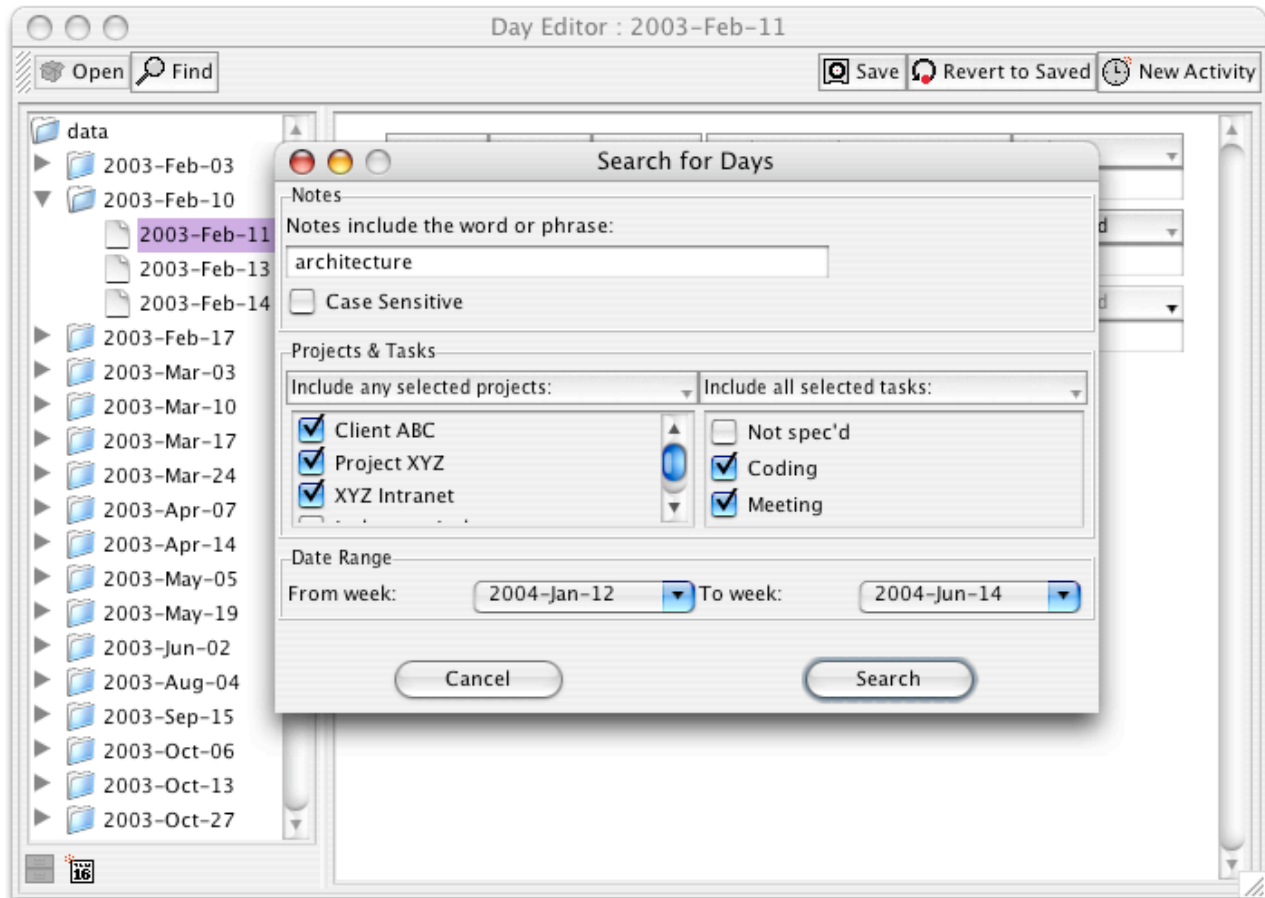 Day Editor : 2003-Feb-11
Open Find Save Revert to Saved New Activity
data
2003-Feb-03
2003-Feb-10
2003-Feb-11
2003-Feb-13
2003-Feb-14
2003-Feb-17
2003-Mar-03
2003-Mar-10
2003-Mar-17
2003-Mar-24
2003-Apr-07
2003-Apr-14
2003-May-05
2003-May-19
2003-Jun-02
2003-Aug-04
2003-Sep-15
2003-Oct-06
2003-Oct-13
2003-Oct-27
16
Search for Days
Notes
Notes include the word or phrase:
architecture
Case Sensitive
Projects & Tasks
Include any selected projects: Include all selected tasks:
Client ABC
Project XYZ
XYZ Intranet
Not spec'd
Coding
Meeting
Date Range
From week: 2004-Jan-12 To week: 2004-Jun-14
Cancel Search
d
d